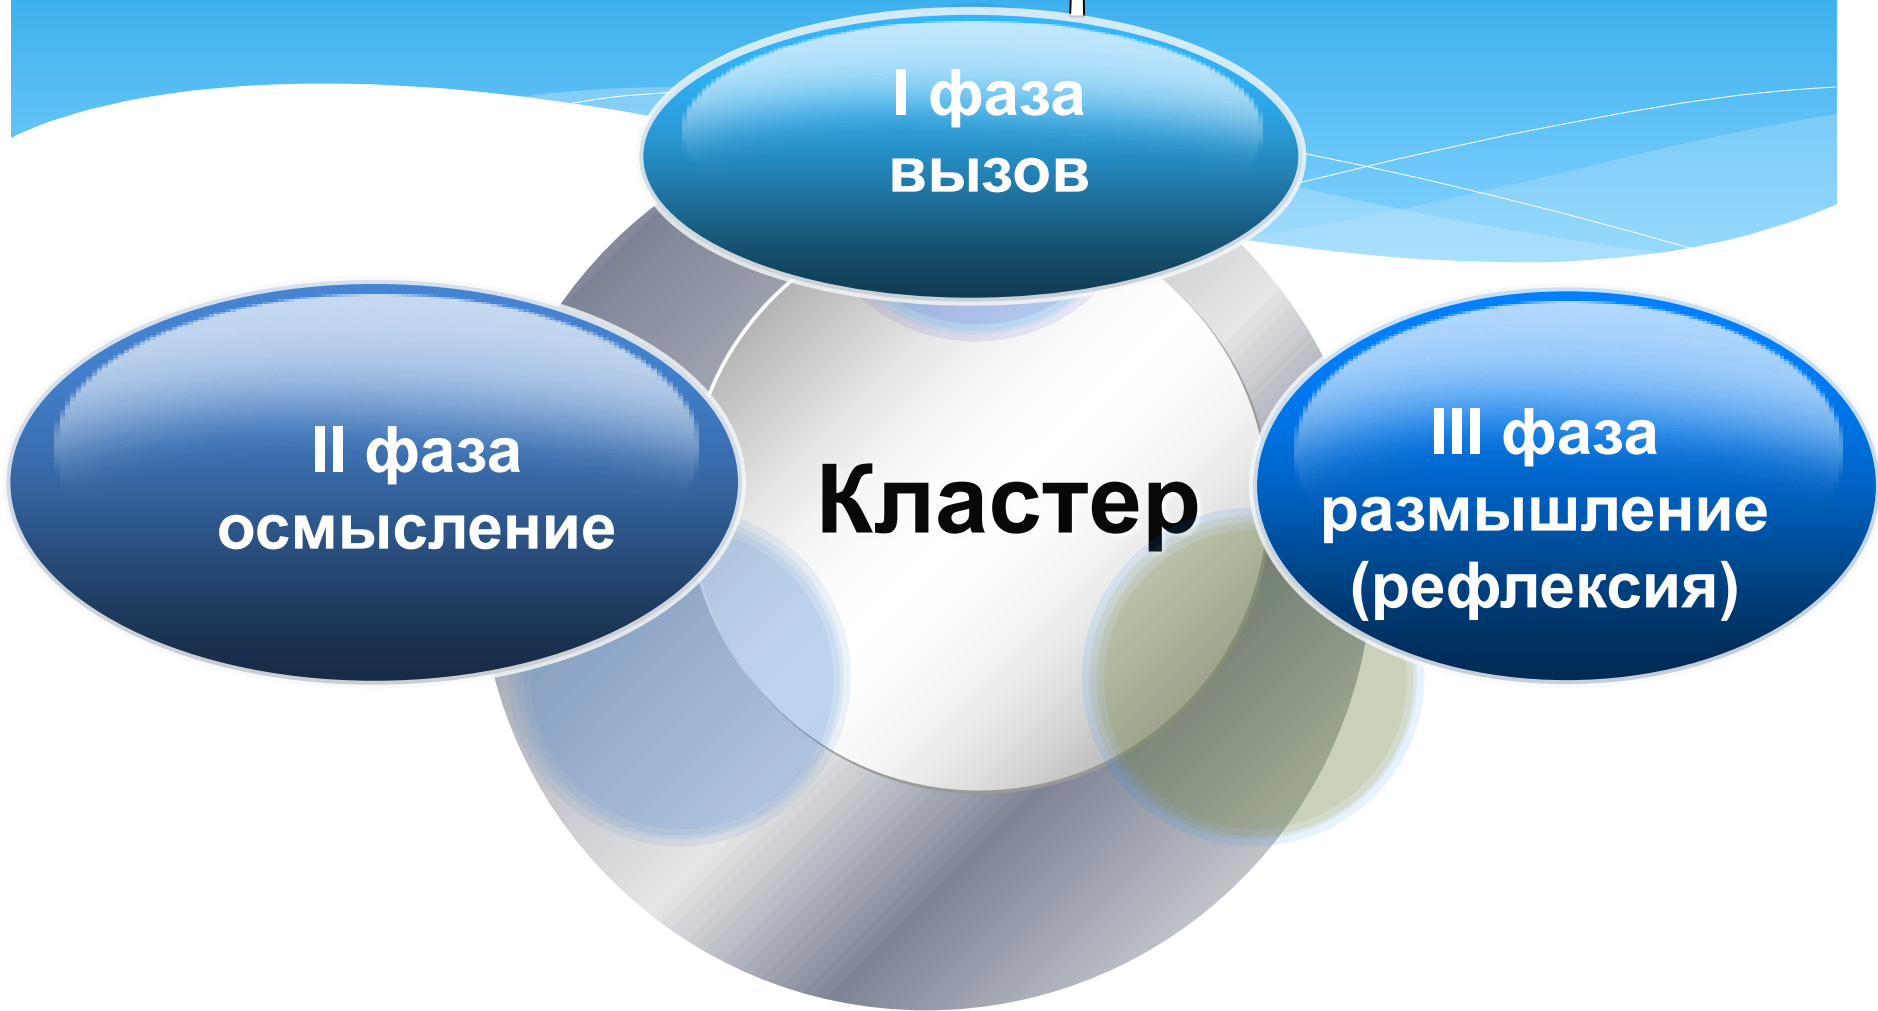 I фаза
вызов
II фаза
осмысление
Кластер
III фаза
размышление
(рефлексия)